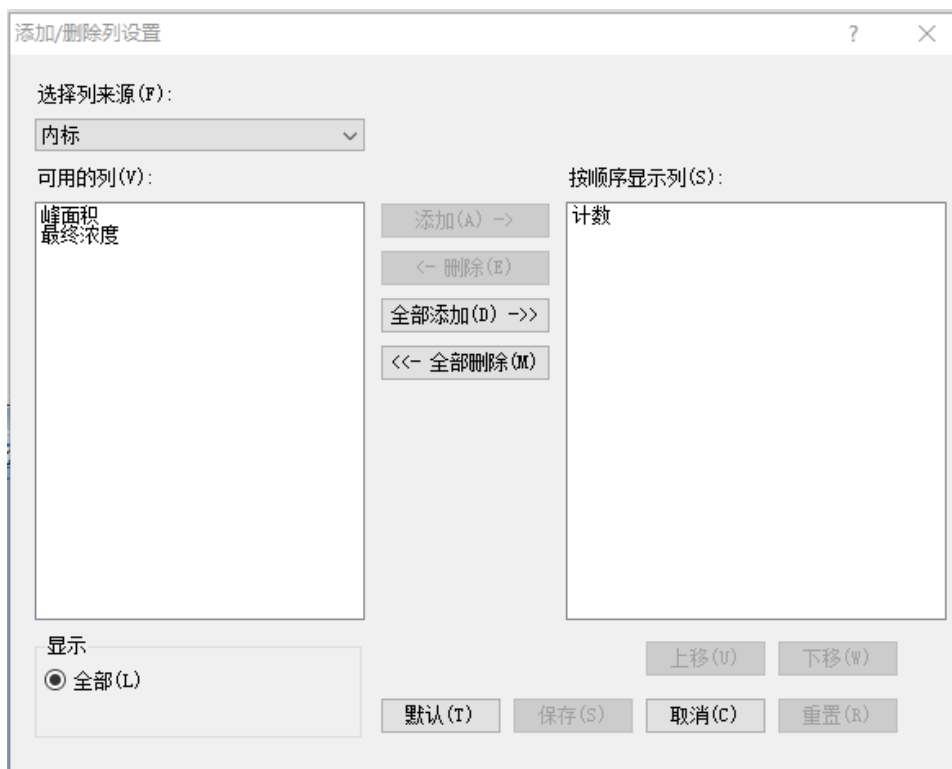 添加/删除列设置
选择列来源(F):
内标
可用的列(V):
峰面积
最终浓度
添加(A) ->
<- 删除(E)
全部添加(D) ->>
<<- 全部删除(M)
按顺序显示列(S):
计数
显示
全部(L)
上移(U)
下移(W)
默认(T)
保存(S)
取消(C)
重置(R)